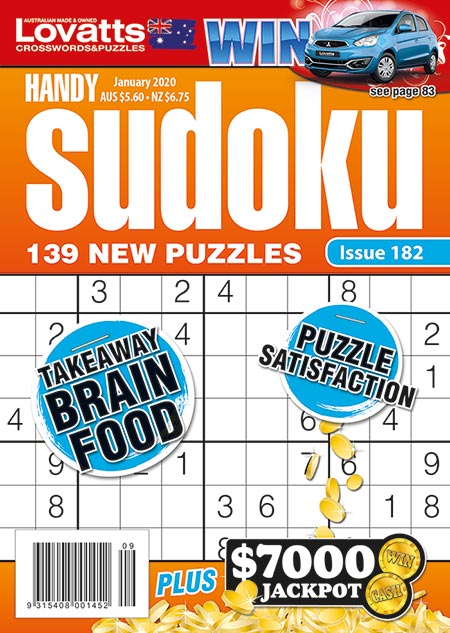 AUSTRALIAN MADE & OWNED
Lovatts
CROSSWORDS&PUZZLES
WIN
see page 83
HANDY
January 2020
AUS $5.60 • NZ $6.75
sudoku
139 NEW PUZZLES
Issue 182
3 2 4 8
2 4 2
1
TAKEAWAY
BRAIN
FOOD
PUZZLE
SATISFACTION
4 6 4
9 2 1 7 6 9
8 3 6 1 8
8
09
9 315408 001452
PLUS
$7000
JACKPOT
WIN
CASH